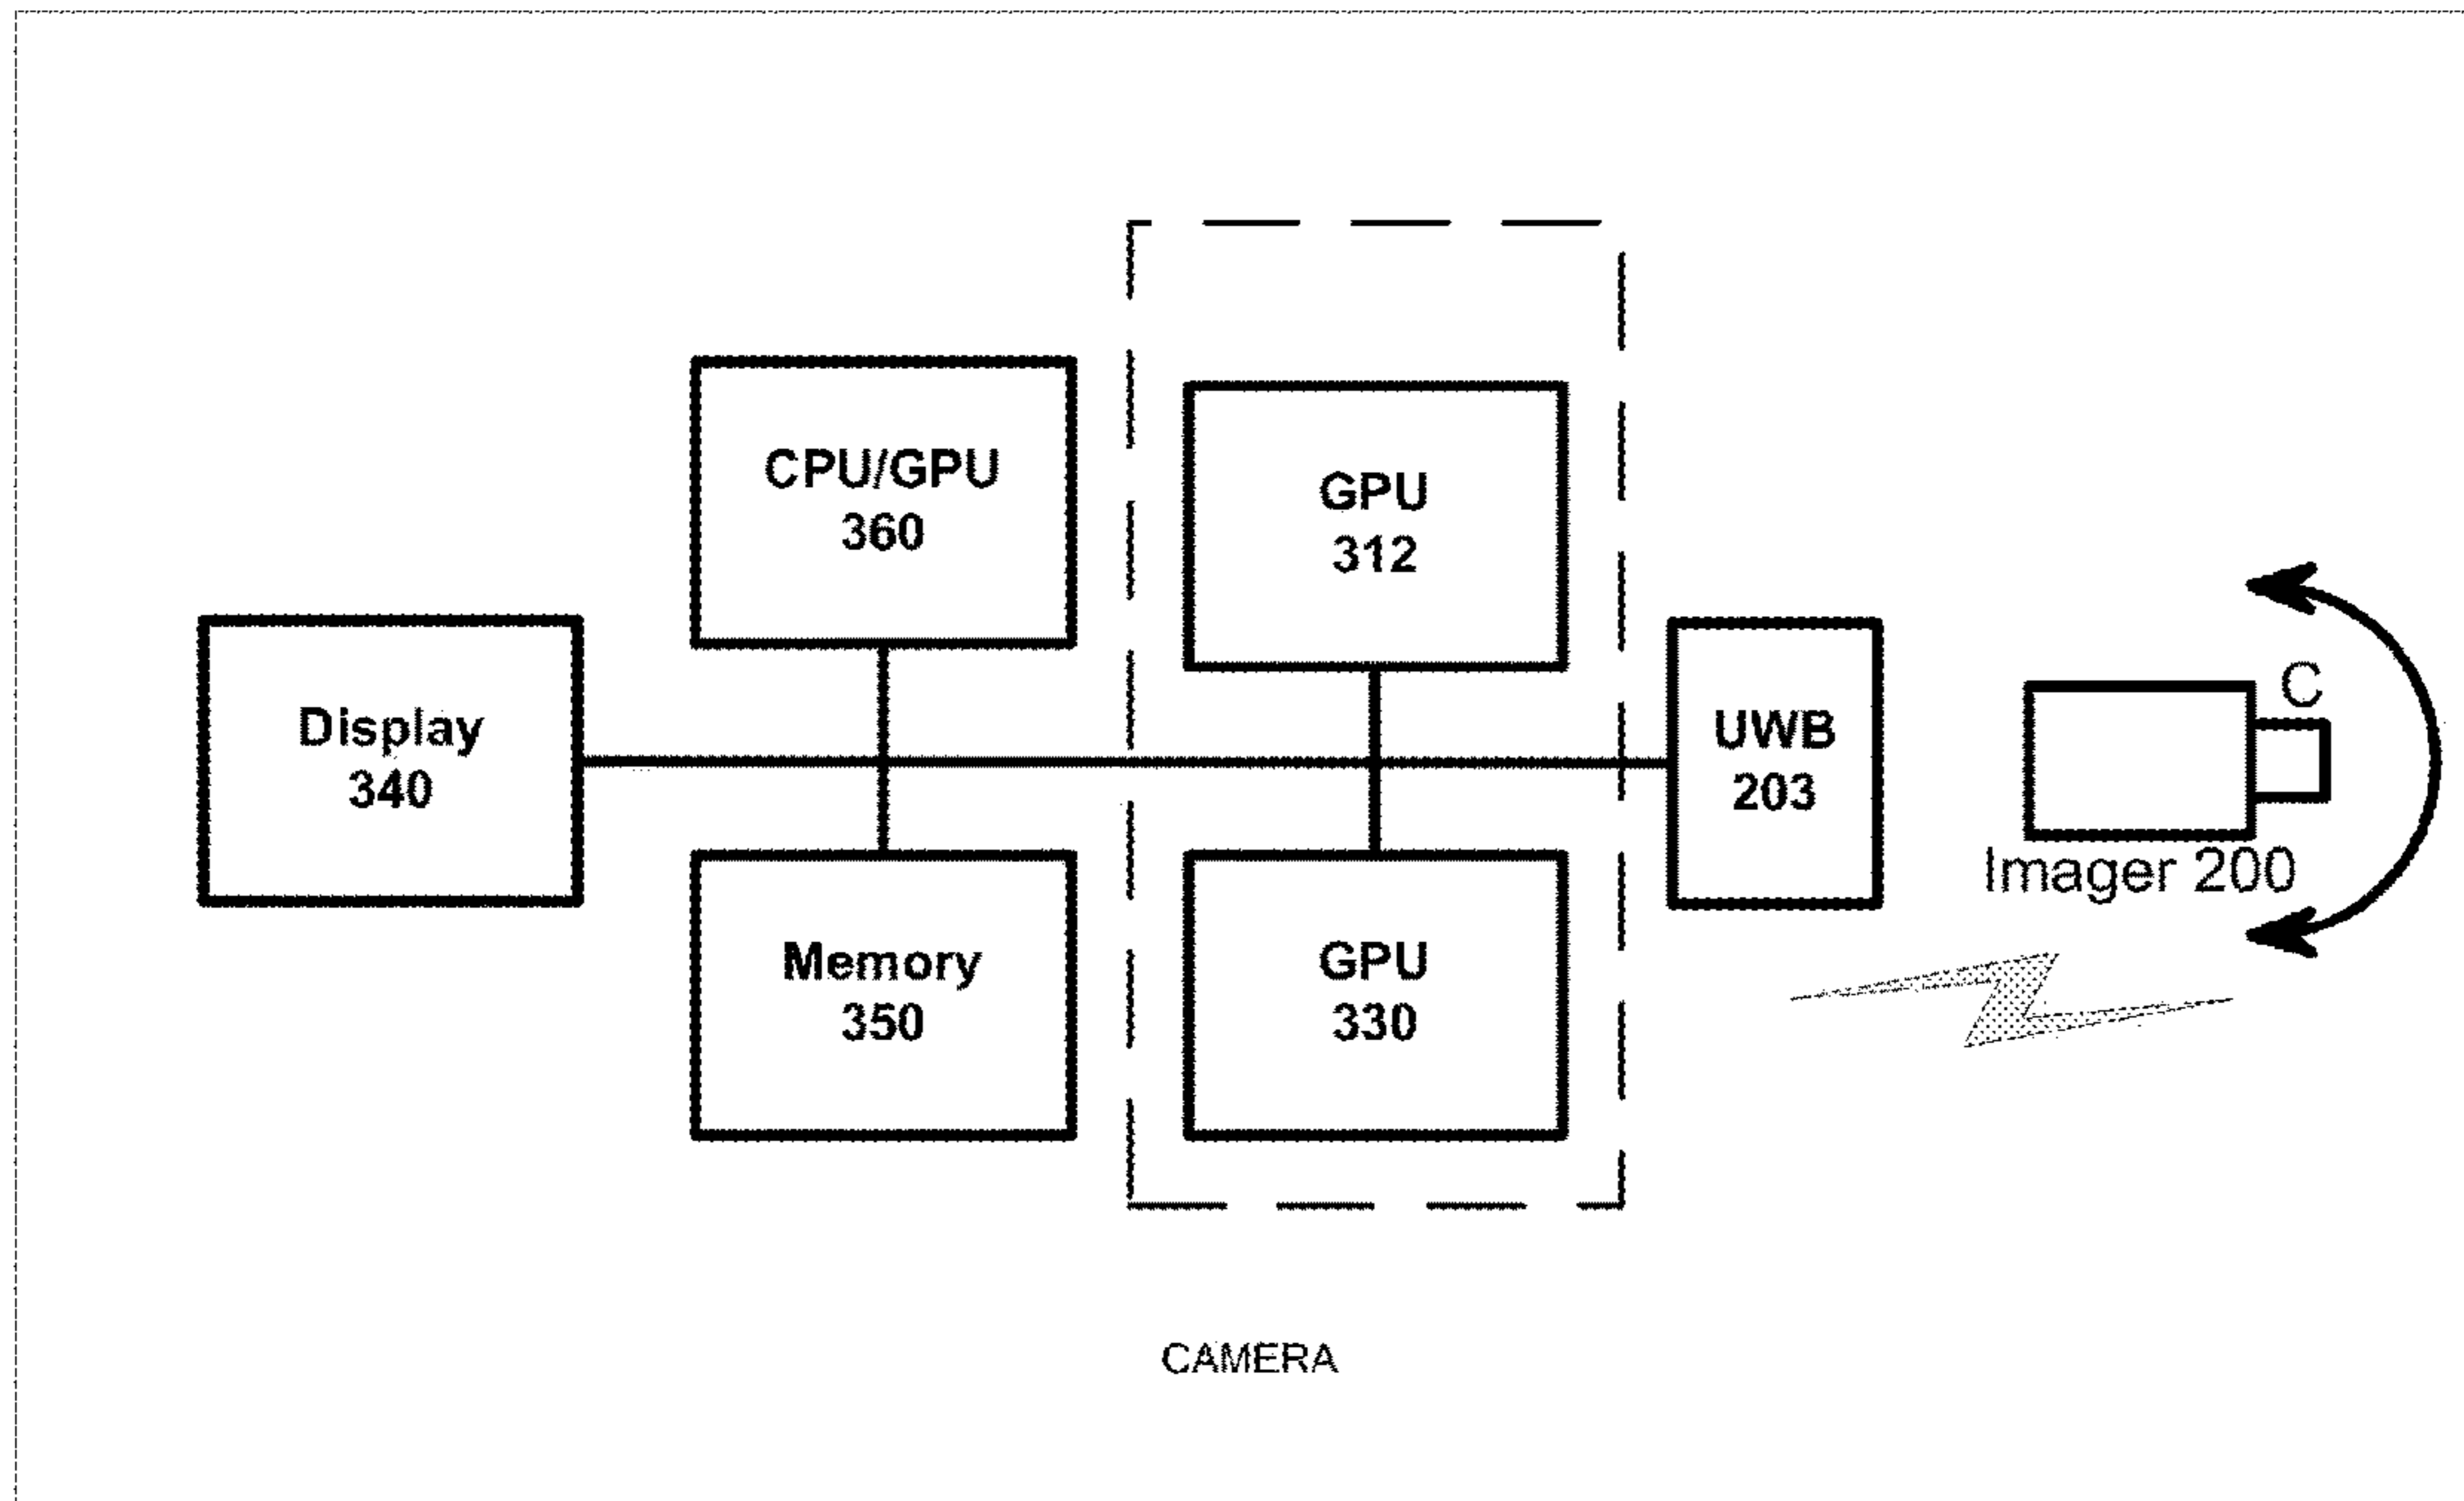 CPU/GPU
360
GPU
312
Display
340
UWB
203
C
Imager 200
Memory
350
GPU
330
CAMERA